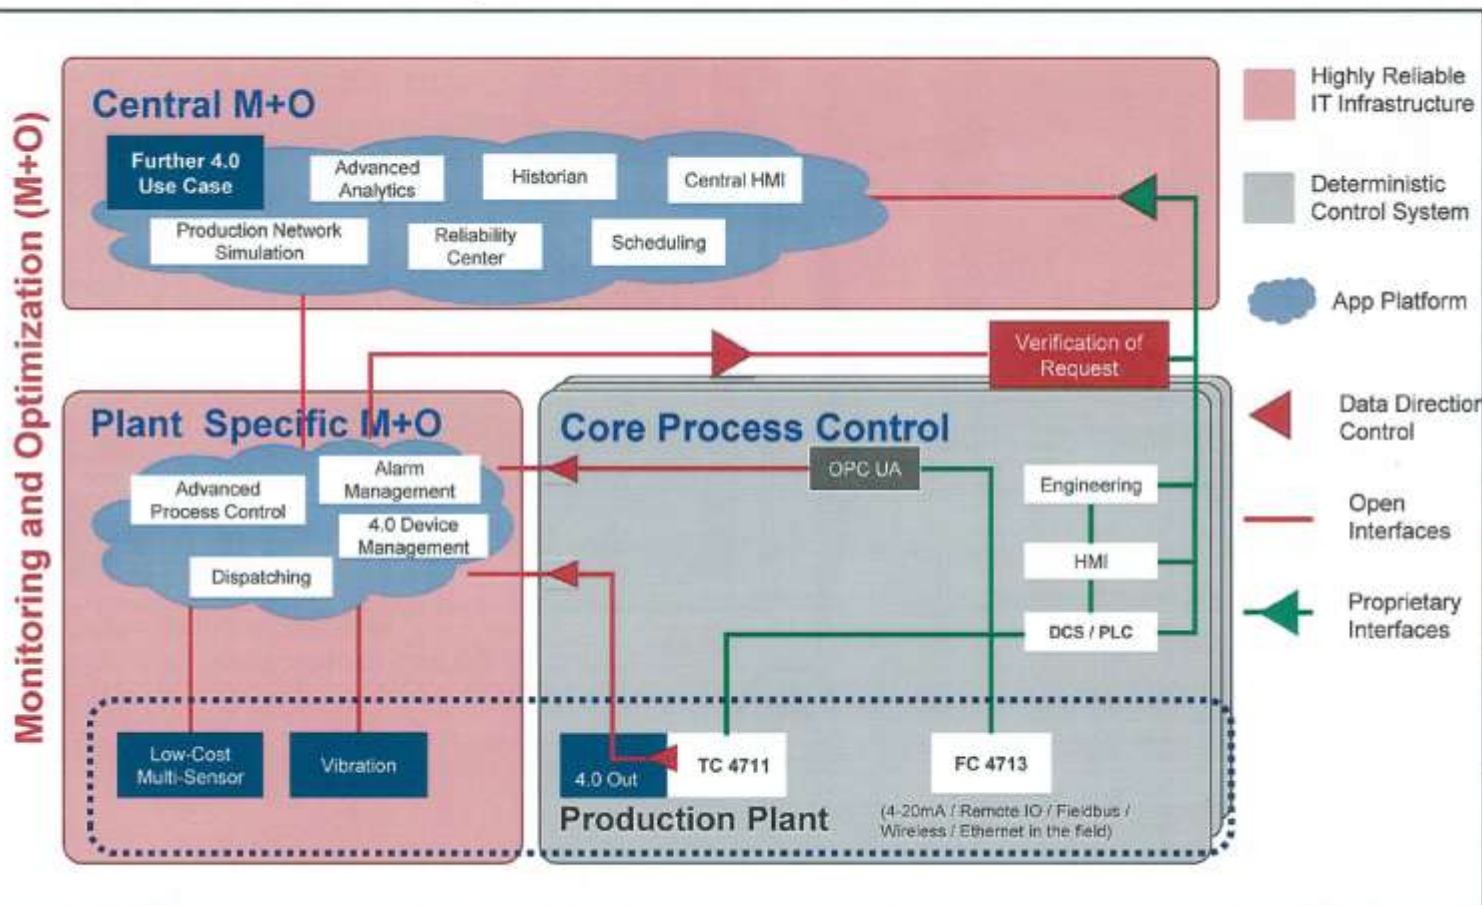 Monitoring and Optimization (M+O)
Central M+O
Further 4.0
Use Case
Advanced
Analytics
Historian
Central HMI
Production Network
Simulation
Reliability
Center
Scheduling
Highly Reliable
IT Infrastructure
Deterministic
Control System
App Platform
Data Direction
Control
Open
Interfaces
Proprietary
Interfaces
Verification of
Request
Plant Specific M+O
Alarm
Management
Advanced
Process Control
4.0 Device
Management
Dispatching
Low-Cost
Multi-Sensor
Vibration
Core Process Control
OPC UA
Engineering
HMI
DCS / PLC
4.0 Out
TC 4711
FC 4713
Production Plant
(4-20mA / Remote IO / Fieldbus /
Wireless / Ethernet in the field)